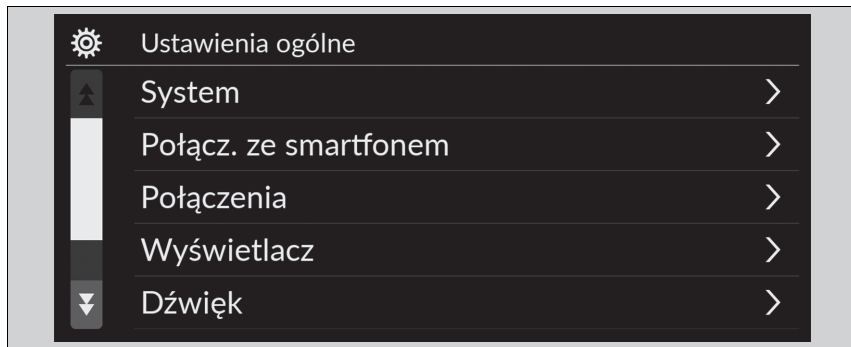 Ustawienia ogólne
System
Połącz. ze smartfonem
Połączenia
Wyświetlacz
Dźwięk